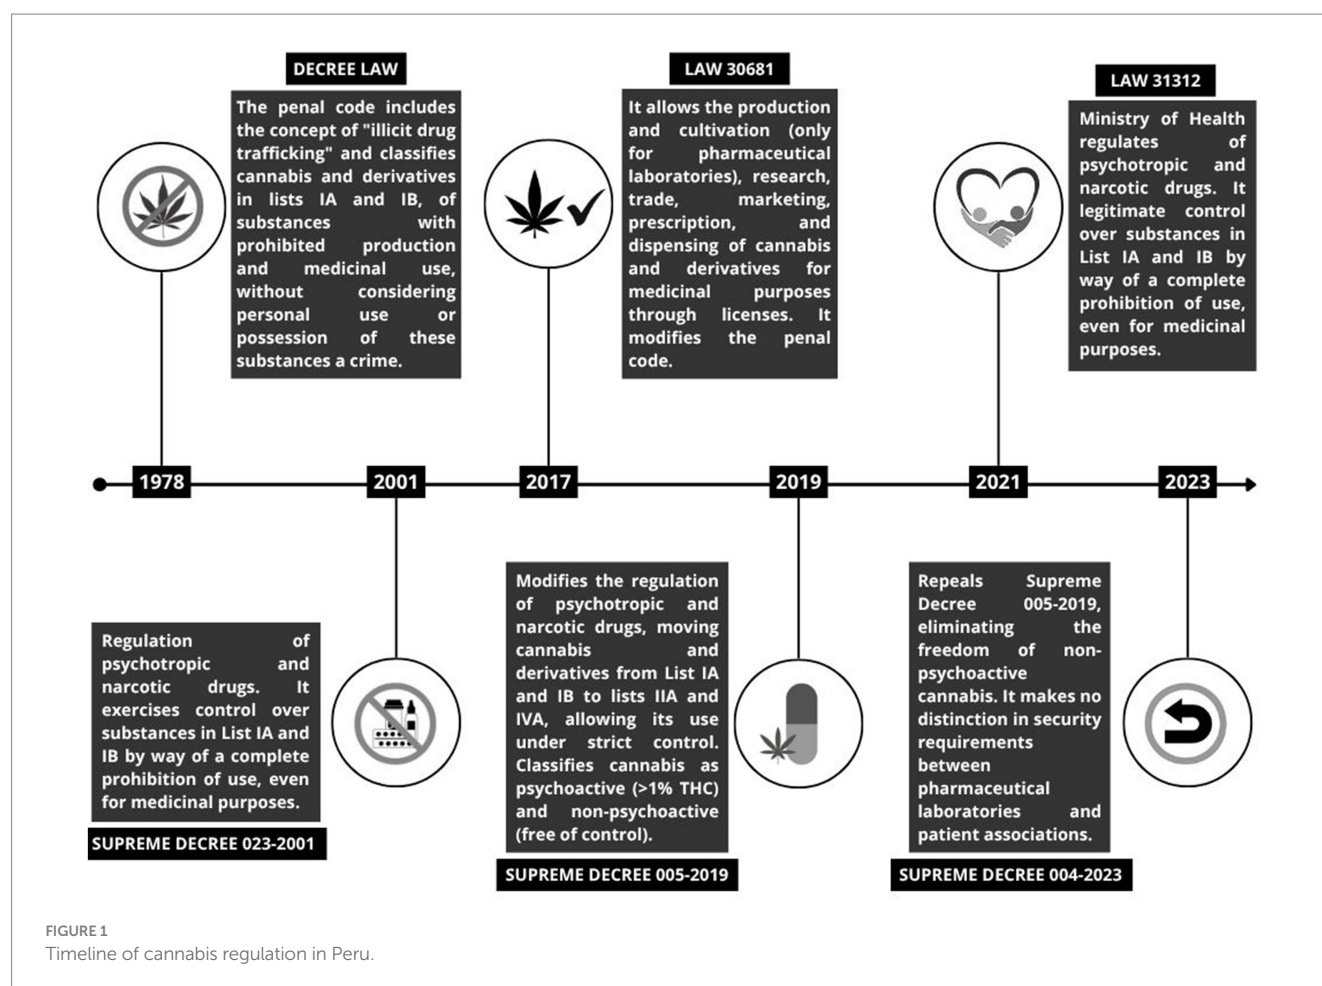 DECREE LAW
The penal code includes
the concept of "illicit drug
trafficking" and classifies
cannabis and derivatives
in lists IA and IB, of
substances with
prohibited production
and medicinal use,
without considering
personal use or
possession of these
substances a crime.
LAW 30681
It allows the production
and cultivation (only
for pharmaceutical
laboratories), research,
trade, marketing,
prescription, and
dispensing of cannabis
and derivatives for
medicinal purposes
through licenses. It
modifies the penal
code.
LAW 31312
Ministry of Health
regulates of
psychotropic and
narcotic drugs. It
legitimate control
over substances in
List IA and IB by
way of a complete
prohibition of use,
even for medicinal
purposes.
1978
2001
2017
2019
2021
2023
Regulation of
psychotropic and
narcotic drugs. It
exercises control over
substances in List IA and
IB by way of a complete
prohibition of use, even
for medicinal purposes.
SUPREME DECREE 023-2001
Modifies the regulation
of psychotropic and
narcotic drugs, moving
cannabis and
derivatives from List IA
and IB to lists IIA and
IVA, allowing its use
under strict control.
Classifies cannabis as
psychoactive (>1% THC)
and non-psychoactive
(free of control).
SUPREME DECREE 005-2019
Repeals Supreme
Decree 005-2019,
eliminating the
freedom of non-
psychoactive
cannabis. It makes no
distinction in security
requirements
between
pharmaceutical
laboratories and
patient associations.
SUPREME DECREE 004-2023
FIGURE 1
Timeline of cannabis regulation in Peru.